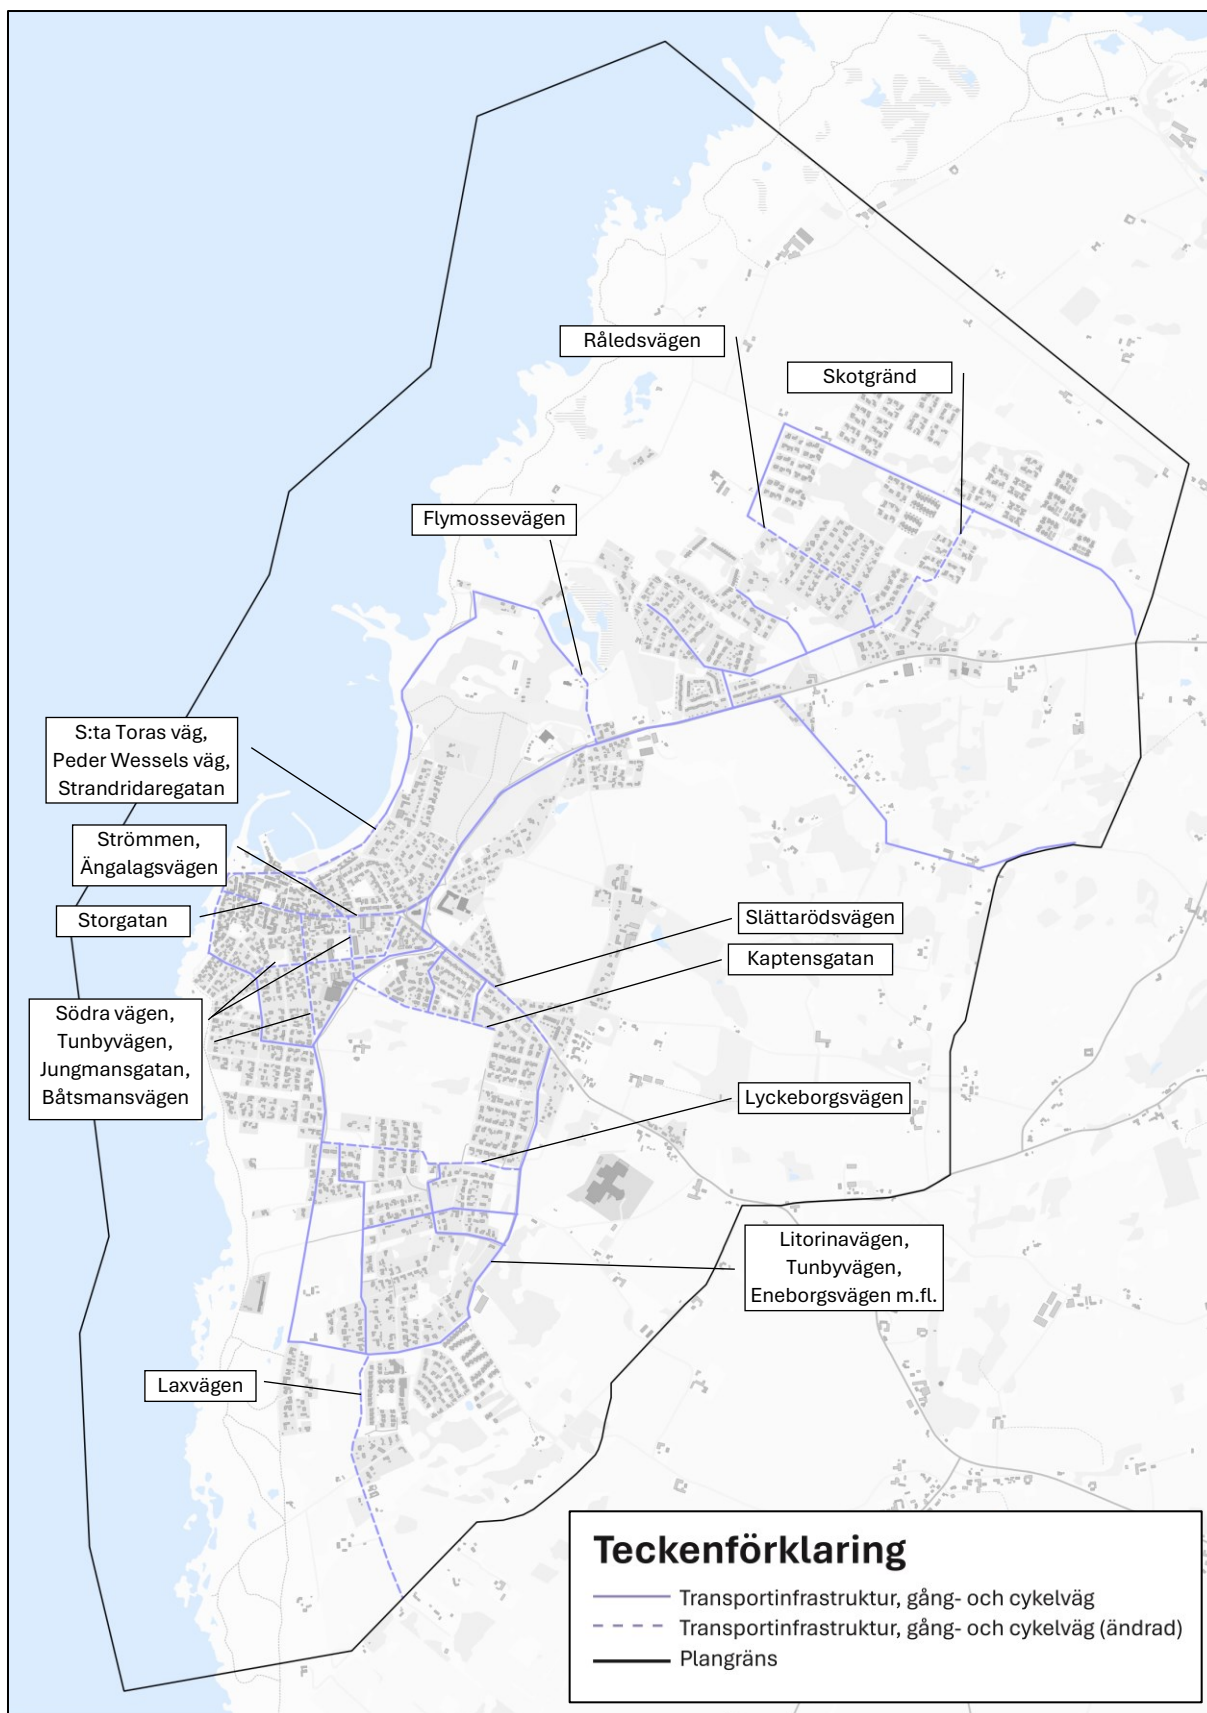 Råledsvägen
Skotgränd
Flymossevägen
S:ta Toras väg,
Peder Wessels väg,
Strandridaregatan
Strömmen,
Ängalagsvägen
Storgatan
Slättarödsvägen
Kaptensgatan
Södra vägen,
Tunbyvägen,
Jungmansgatan,
Båtsmansvägen
Lyckeborgsvägen
Litorinavägen,
Tunbyvägen,
Eneborgsvägen m.fl.
Laxvägen
Teckenförklaring
Transportinfrastruktur, gång- och cykelväg
Transportinfrastruktur, gång- och cykelväg (ändrad)
Plangräns